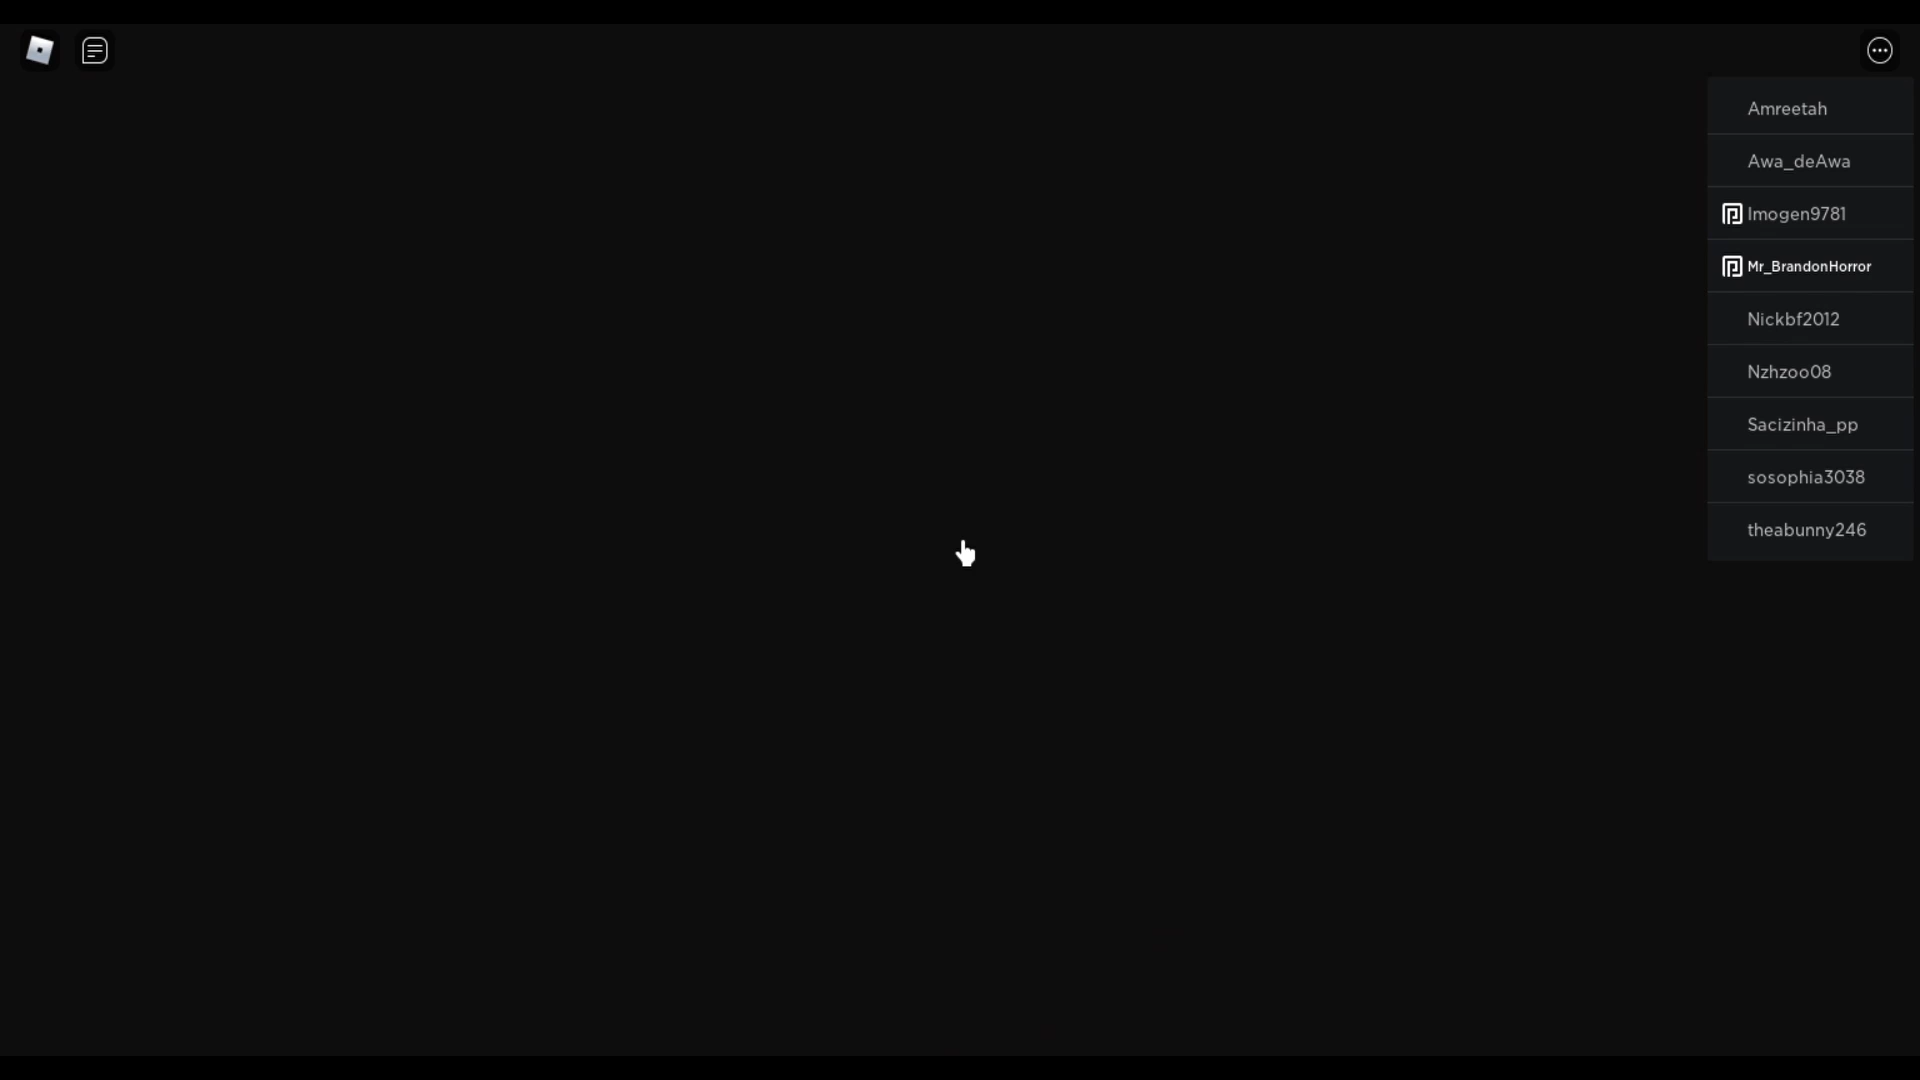 Amreetah
Awa_deAwa
Imogen9781
Mr_BrandonHorror
Nickbf2012
Nzhzoo08
Sacizinha_pp
sosophia3038
theabunny246